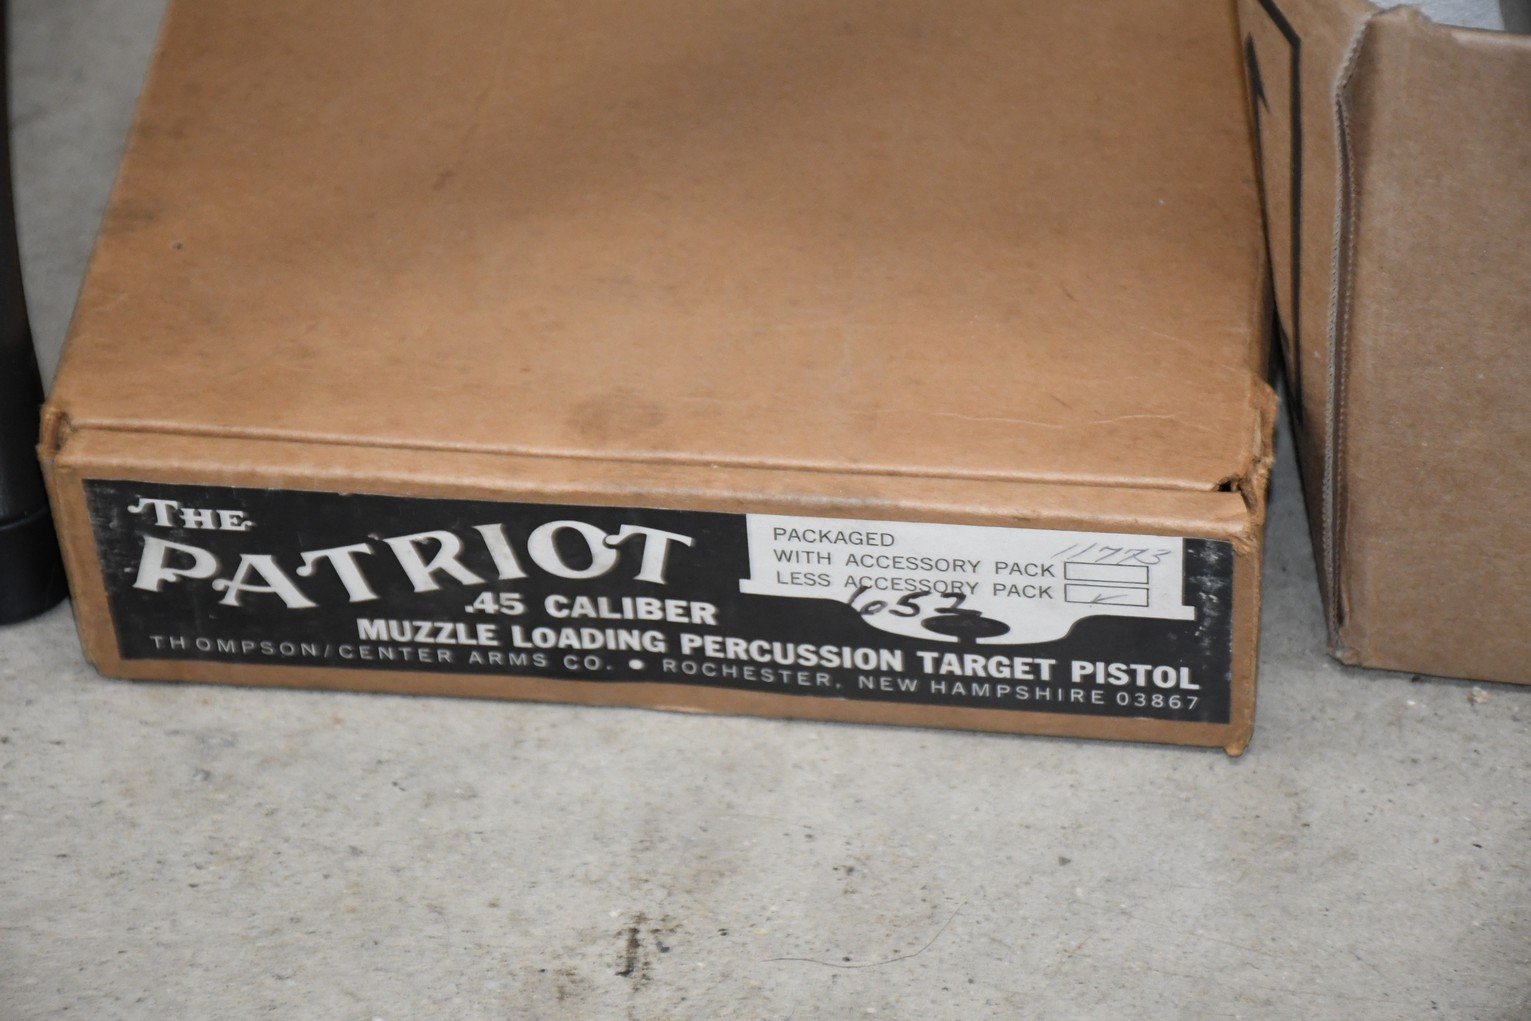 THE
PATRIOT
.45 CALIBER
MUZZLE LOADING PERCUSSION TARGET PISTOL
THOMPSON/CENTER ARMS CO. • ROCHESTER, NEW HAMPSHIRE 03867
PACKAGED
11773
WITH ACCESSORY PACK
LESS ACCESSORY PACK